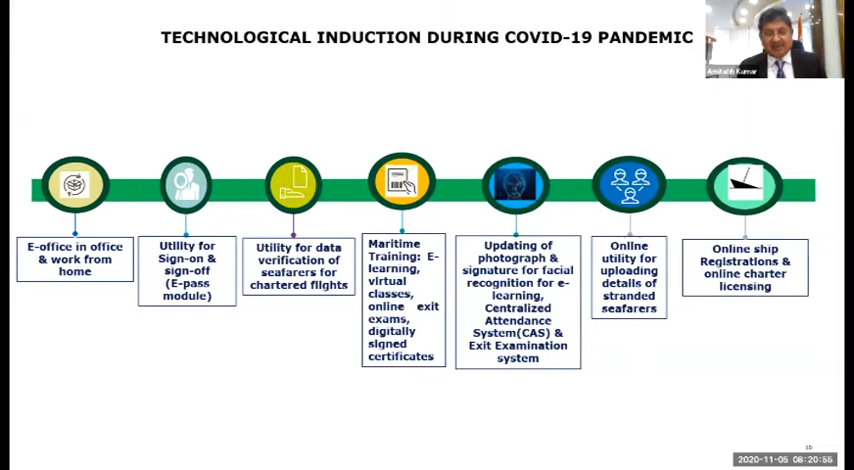 TECHNOLOGICAL INDUCTION DURING COVID-19 PANDEMIC
Amitabh Kumar
E-office in office
& work from
home
Utility for
Sign-on &
sign-off
(E-pass
module)
Utility for data
verification of
seafarers for
chartered flights
Maritime
Training: E-
learning,
virtual
classes,
online exit
exams,
digitally
signed
certificates
Updating of
photograph &
signature for facial
recognition for e-
learning,
Centralized
Attendance
System(CAS) &
Exit Examination
system
Online
utility for
uploading
details of
stranded
seafarers
Online ship
Registrations &
online charter
licensing
10
2020-11-05 08:20:55